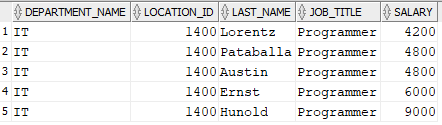 DEPARTMENT_NAME LOCATION_ID LAST_NAME JOB_TITLE SALARY
1 IT 1400 Lorentz Programmer 4200
2 IT 1400 Pataballa Programmer 4800
3 IT 1400 Austin Programmer 4800
4 IT 1400 Ernst Programmer 6000
5 IT 1400 Hunold Programmer 9000